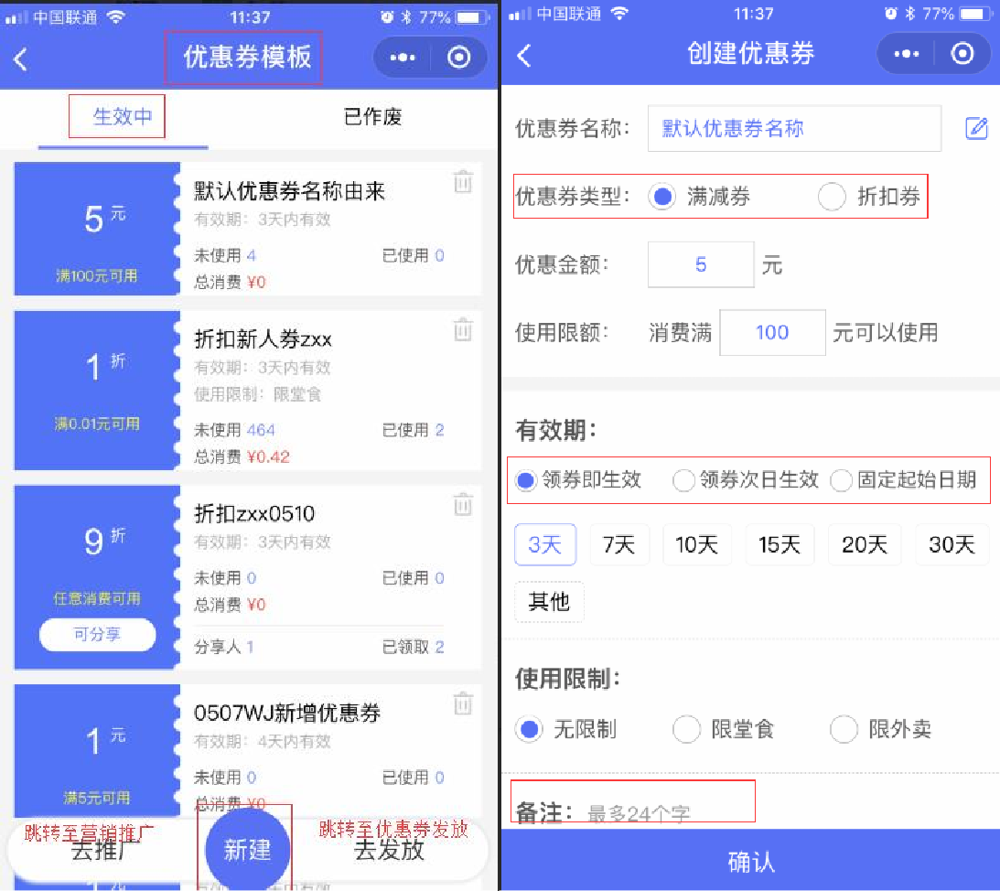 中国联通 11:37 77%
优惠券模板
生效中 已作废
5元
满100元可用
默认优惠券名称由来
有效期：3天内有效
未使用 4 已使用 0
总消费 ¥0
1折
满0.01元可用
折扣新人券zxx
有效期：3天内有效
使用限制：限堂食
未使用 464 已使用 2
总消费 ¥0.42
9折
任意消费可用
可分享
折扣zxx0510
有效期：3天内有效
未使用 0 已使用 0
总消费 ¥0
分享人 1 已领取 2
1元
满5元可用
0507WJ新增优惠券
有效期：4天内有效
未使用 0 已使用 0
总消费 ¥0
跳转至营销推广
去推广
新建
跳转至优惠券发放
去发放
中国联通 11:37 77%
创建优惠券
优惠券名称： 默认优惠券名称
优惠券类型： 满减券 折扣券
优惠金额： 5 元
使用限额： 消费满 100 元可以使用
有效期：
领券即生效 领券次日生效 固定起始日期
3天 7天 10天 15天 20天 30天
其他
使用限制：
无限制 限堂食 限外卖
备注： 最多24个字
确认